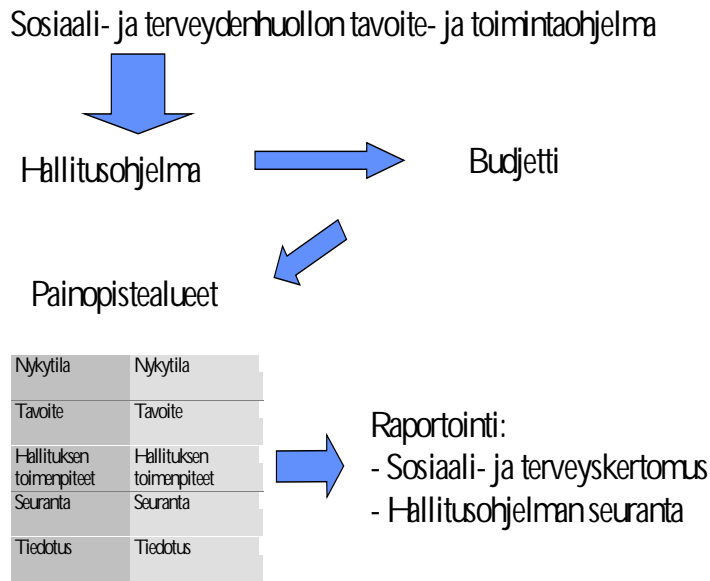 Sosiaali- ja terveydenhuollon tavoite- ja toimintaohjelma
Hallitusohjelma
Budjetti
Painopistealueet
Nykytila Nykytila
Tavoite Tavoite
Hallituksen Hallituksen
toimenpiteet toimenpiteet
Seuranta Seuranta
Tiedotus Tiedotus
Raportointi:
- Sosiaali- ja terveyskertomus
- Hallitusohjelman seuranta